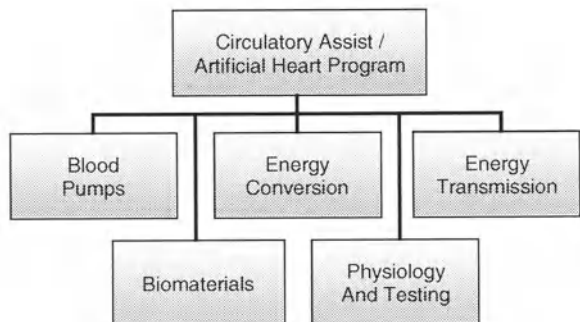 Circulatory Assist /
Artificial Heart Program
Blood
Pumps
Energy
Conversion
Energy
Transmission
Biomaterials
Physiology
And Testing